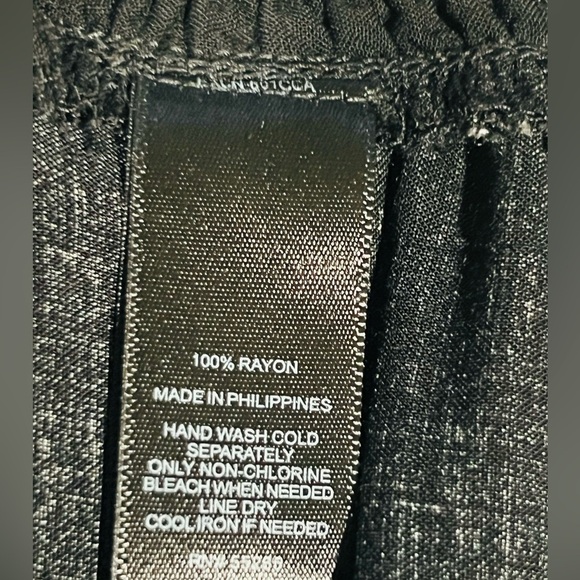 100% RAYON
MADE IN PHILIPPINES
HAND WASH COLD
SEPARATELY
ONLY NON-CHLORINE
BLEACH WHEN NEEDED
LINE DRY
COOL IRON IF NEEDED
RN#